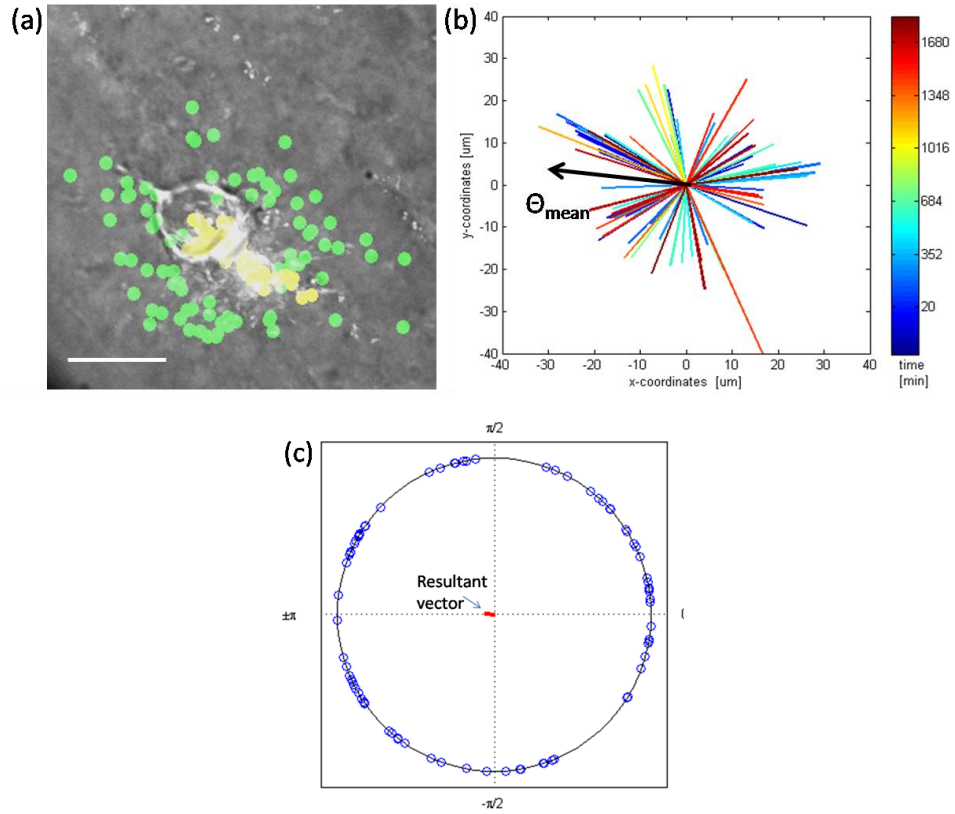 (a)
(b)
40
30
20
10
0
-10
-20
-30
-40
-40 -30 -20 -10 0 10 20 30 40
y-coordinates [um]
x-coordinates [um]
Θmean
1680
1348
1016
684
352
20
time
[min]
(c)
π/2
Resultant
vector
±π
0
-π/2